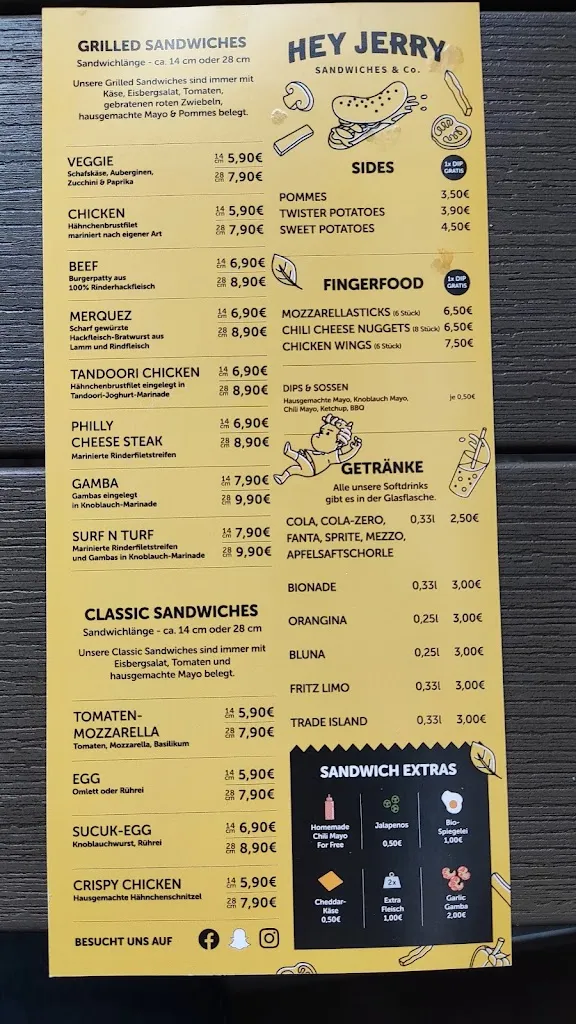 GRILLED SANDWICHES
Sandwichlänge - ca. 14 cm oder 28 cm
Unsere Grilled Sandwiches sind immer mit
Käse, Eisbergsalat, Tomaten,
gebratenen roten Zwiebeln,
hausgemachte Mayo & Pommes belegt.
VEGGIE 14 cm 5,90€
Schafskäse, Auberginen,
Zucchini & Paprika 28 cm 7,90€
CHICKEN 14 cm 5,90€
Hähnchenbrustfilet
mariniert nach eigener Art 28 cm 7,90€
BEEF 14 cm 6,90€
Burgerpatty aus
100% Rinderhackfleisch 28 cm 8,90€
MERQUEZ 14 cm 6,90€
Scharf gewürzte 28 cm 8,90€
Hackfleisch-Bratwurst aus
Lamm und Rindfleisch
TANDOORI CHICKEN 14 cm 6,90€
Hähnchenbrustfilet eingelegt in 28 cm 8,90€
Tandoori-Joghurt-Marinade
PHILLY 14 cm 6,90€
CHEESE STEAK 28 cm 8,90€
Marinierte Rinderfiletstreifen
GAMBA 14 cm 7,90€
Gambas eingelegt
in Knoblauch-Marinade 28 cm 9,90€
SURF N TURF 14 cm 7,90€
Marinierte Rinderfiletstreifen
und Gambas in Knoblauch-Marinade 28 cm 9,90€
CLASSIC SANDWICHES
Sandwichlänge - ca. 14 cm oder 28 cm
Unsere Classic Sandwiches sind immer mit
Eisbergsalat, Tomaten und
hausgemachte Mayo belegt.
TOMATEN- 14 cm 5,90€
MOZZARELLA 28 cm 7,90€
Tomaten, Mozzarella, Basilikum
EGG 14 cm 5,90€
Omlett oder Rührei 28 cm 7,90€
SUCUK-EGG 14 cm 6,90€
Knoblauchwurst, Rührei 28 cm 8,90€
CRISPY CHICKEN 14 cm 5,90€
Hausgemachte Hähnchenschnitzel 28 cm 7,90€
BESUCHT UNS AUF
HEY JERRY
SANDWICHES & Co.
SIDES
1x DIP
GRATIS
POMMES 3,50€
TWISTER POTATOES 3,90€
SWEET POTATOES 4,50€
FINGERFOOD
1x DIP
GRATIS
MOZZARELLASTICKS (6 Stück) 6,50€
CHILI CHEESE NUGGETS (8 Stück) 6,50€
CHICKEN WINGS (6 Stück) 7,50€
DIPS & SOSSEN
Hausgemachte Mayo, Knoblauch Mayo, je 0,50€
Chili Mayo, Ketchup, BBQ
GETRÄNKE
Alle unsere Softdrinks
gibt es in der Glasflasche.
COLA, COLA-ZERO, 0,33l 2,50€
FANTA, SPRITE, MEZZO,
APFELSAFTSCHORLE
BIONADE 0,33l 3,00€
ORANGINA 0,25l 3,00€
BLUNA 0,25l 3,00€
FRITZ LIMO 0,33l 3,00€
TRADE ISLAND 0,33l 3,00€
SANDWICH EXTRAS
Homemade
Chili Mayo
For Free
Jalapenos
0,50€
Bio-
Spiegelei
1,00€
Cheddar-
Käse
0,50€
2x
Extra
Fleisch
1,00€
Garlic
Gamba
2,00€